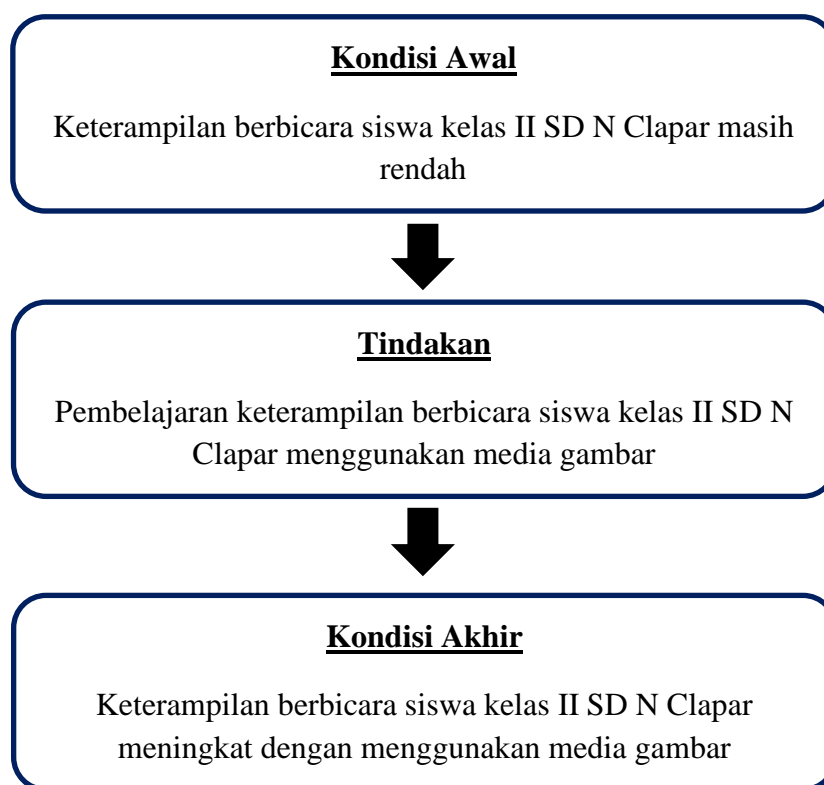 Kondisi Awal
Keterampilan berbicara siswa kelas II SD N Clapar masih
rendah
Tindakan
Pembelajaran keterampilan berbicara siswa kelas II SD N
Clapar menggunakan media gambar
Kondisi Akhir
Keterampilan berbicara siswa kelas II SD N Clapar
meningkat dengan menggunakan media gambar